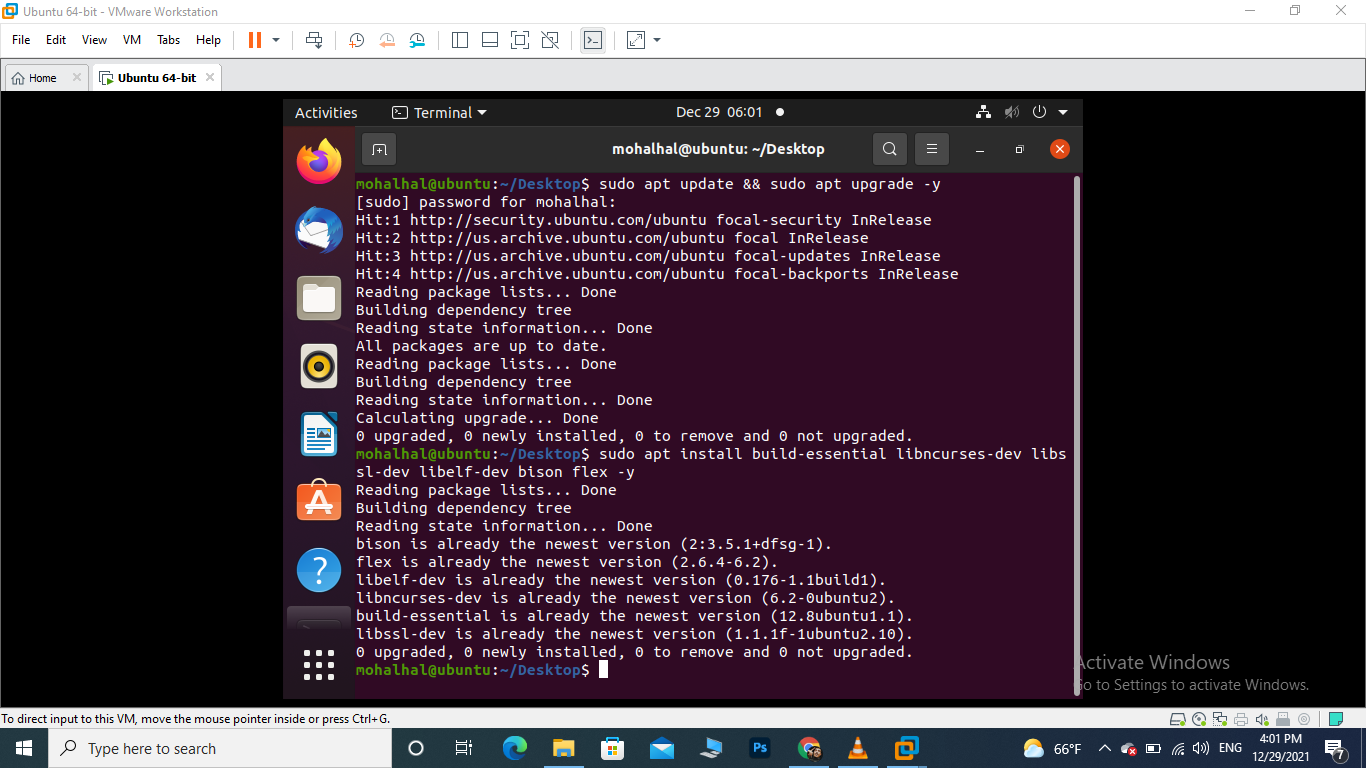 Ubuntu 64-bit - VMware Workstation
File Edit View VM Tabs Help
Home
Ubuntu 64-bit
Activities Terminal Dec 29 06:01
mohalhal@ubuntu: ~/Desktop
mohalhal@ubuntu:~/Desktop$ sudo apt update && sudo apt upgrade -y
[sudo] password for mohalhal:
Hit:1 http://security.ubuntu.com/ubuntu focal-security InRelease
Hit:2 http://us.archive.ubuntu.com/ubuntu focal InRelease
Hit:3 http://us.archive.ubuntu.com/ubuntu focal-updates InRelease
Hit:4 http://us.archive.ubuntu.com/ubuntu focal-backports InRelease
Reading package lists... Done
Building dependency tree
Reading state information... Done
All packages are up to date.
Reading package lists... Done
Building dependency tree
Reading state information... Done
Calculating upgrade... Done
0 upgraded, 0 newly installed, 0 to remove and 0 not upgraded.
mohalhal@ubuntu:~/Desktop$ sudo apt install build-essential libncurses-dev libs
sl-dev libelf-dev bison flex -y
Reading package lists... Done
Building dependency tree
Reading state information... Done
bison is already the newest version (2:3.5.1+dfsg-1).
flex is already the newest version (2.6.4-6.2).
libelf-dev is already the newest version (0.176-1.1build1).
libncurses-dev is already the newest version (6.2-0ubuntu2).
build-essential is already the newest version (12.8ubuntu1.1).
libssl-dev is already the newest version (1.1.1f-1ubuntu2.10).
0 upgraded, 0 newly installed, 0 to remove and 0 not upgraded.
mohalhal@ubuntu:~/Desktop$
Activate Windows
Go to Settings to activate Windows.
To direct input to this VM, move the mouse pointer inside or press Ctrl+G.
Type here to search
Ps
66°F
ENG
4:01 PM
12/29/2021
7